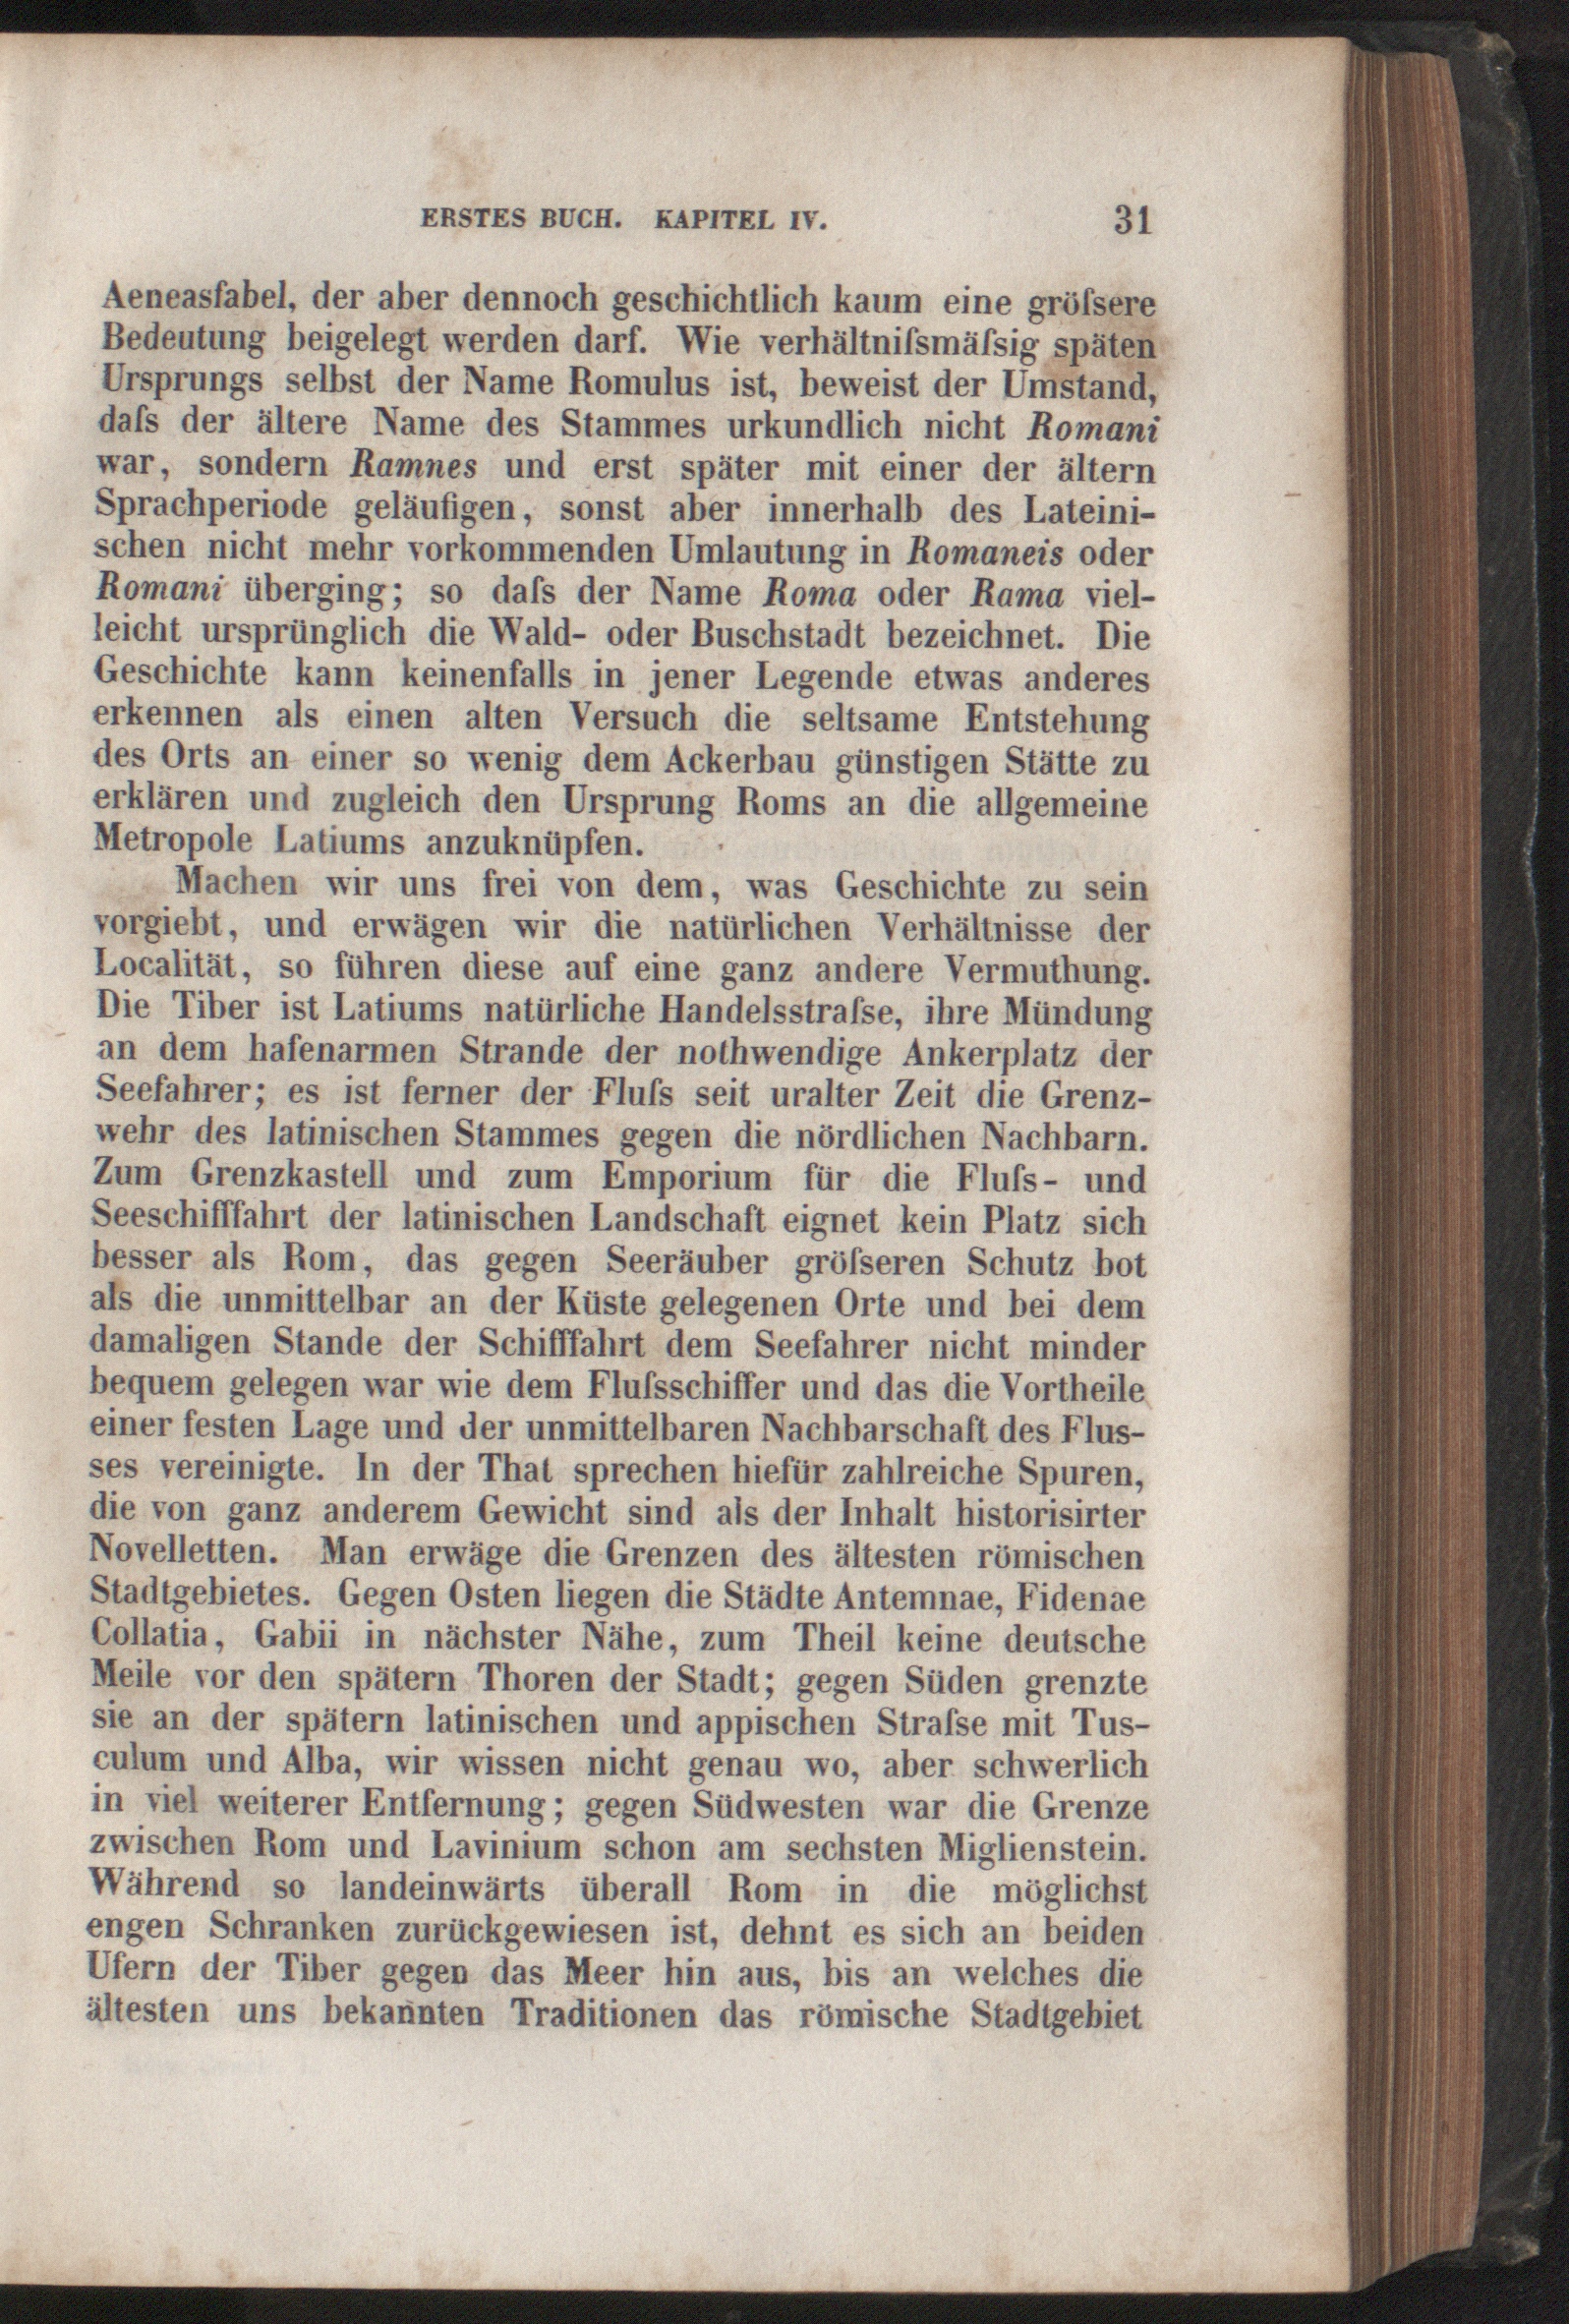 ERSTES BUCH. KAPITEL IV. 31
Aeneasfabel, der aber dennoch geschichtlich kaum eine gröſsere
Bedeutung beigelegt werden darf. Wie verhältniſsmäſsig späten
Ursprungs selbst der Name Romulus ist, beweist der Umstand,
daſs der ältere Name des Stammes urkundlich nicht Romani
war, sondern Ramnes und erst später mit einer der ältern
Sprachperiode geläufigen, sonst aber innerhalb des Lateini-
schen nicht mehr vorkommenden Umlautung in Romaneis oder
Romani überging; so daſs der Name Roma oder Rama viel-
leicht ursprünglich die Wald- oder Buschstadt bezeichnet. Die
Geschichte kann keinenfalls in jener Legende etwas anderes
erkennen als einen alten Versuch die seltsame Entstehung
des Orts an einer so wenig dem Ackerbau günstigen Stätte zu
erklären und zugleich den Ursprung Roms an die allgemeine
Metropole Latiums anzuknüpfen.
Machen wir uns frei von dem, was Geschichte zu sein
vorgiebt, und erwägen wir die natürlichen Verhältnisse der
Localität, so führen diese auf eine ganz andere Vermuthung.
Die Tiber ist Latiums natürliche Handelsstraſse, ihre Mündung
an dem hafenarmen Strande der nothwendige Ankerplatz der
Seefahrer; es ist ferner der Fluſs seit uralter Zeit die Grenz-
wehr des latinischen Stammes gegen die nördlichen Nachbarn.
Zum Grenzkastell und zum Emporium für die Fluſs- und
Seeschifffahrt der latinischen Landschaft eignet kein Platz sich
besser als Rom, das gegen Seeräuber gröſseren Schutz bot
als die unmittelbar an der Küste gelegenen Orte und bei dem
damaligen Stande der Schifffahrt dem Seefahrer nicht minder
bequem gelegen war wie dem Fluſsschiffer und das die Vortheile
einer festen Lage und der unmittelbaren Nachbarschaft des Flus-
ses vereinigte. In der That sprechen hiefür zahlreiche Spuren,
die von ganz anderem Gewicht sind als der Inhalt historisirter
Novelletten. Man erwäge die Grenzen des ältesten römischen
Stadtgebietes. Gegen Osten liegen die Städte Antemnae, Fidenae
Collatia, Gabii in nächster Nähe, zum Theil keine deutsche
Meile vor den spätern Thoren der Stadt; gegen Süden grenzte
sie an der spätern latinischen und appischen Straſse mit Tus-
culum und Alba, wir wissen nicht genau wo, aber schwerlich
in viel weiterer Entfernung; gegen Südwesten war die Grenze
zwischen Rom und Lavinium schon am sechsten Miglienstein.
Während so landeinwärts überall Rom in die möglichst
engen Schranken zurückgewiesen ist, dehnt es sich an beiden
Ufern der Tiber gegen das Meer hin aus, bis an welches die
ältesten uns bekannten Traditionen das römische Stadtgebiet